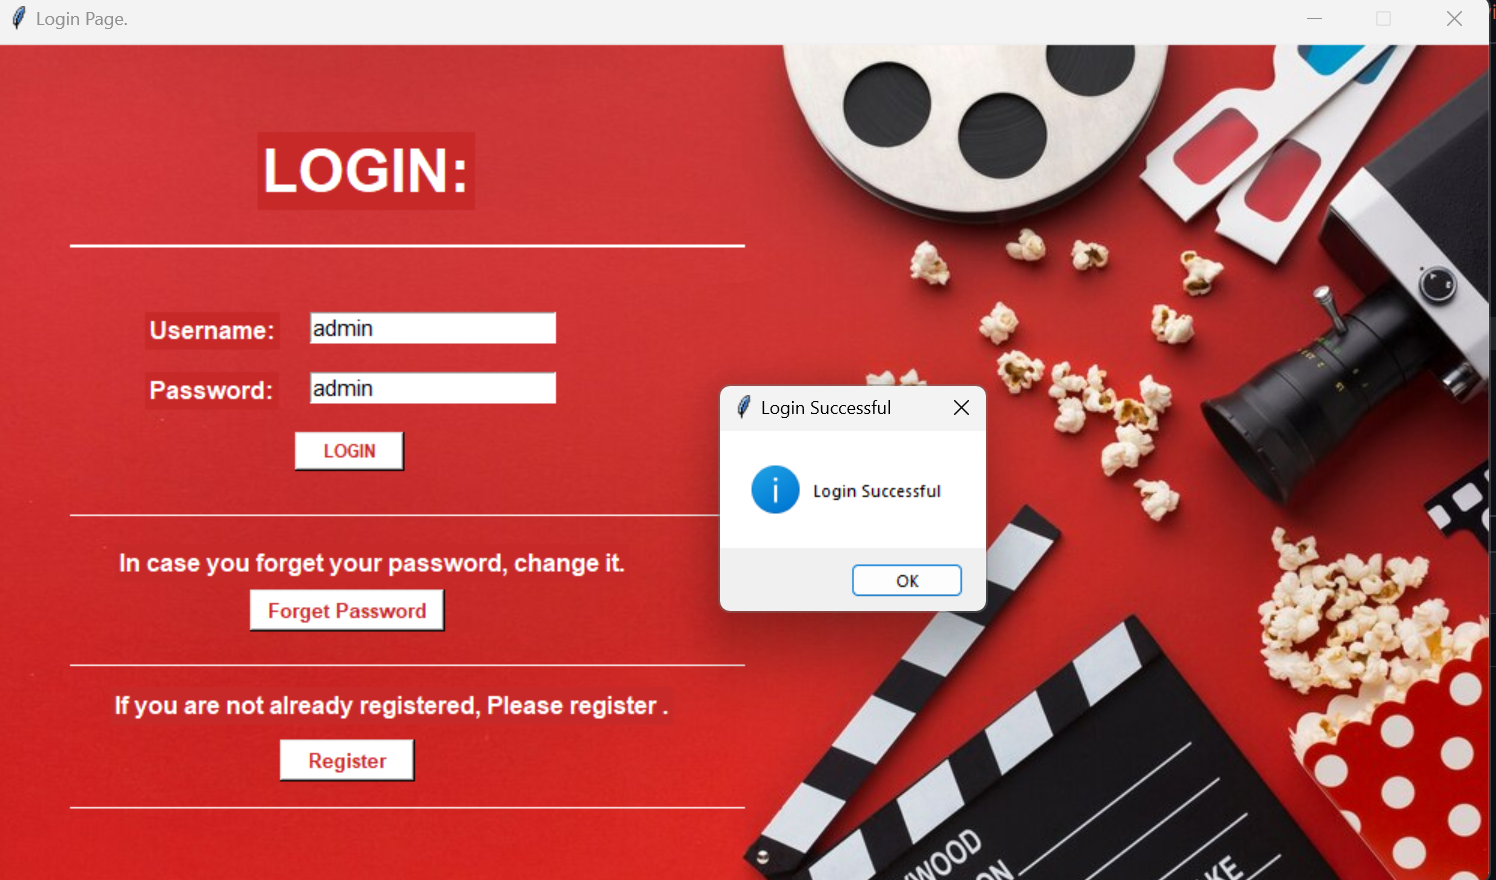 Login Page.
LOGIN:
Username: admin
Password: admin
LOGIN
Login Successful
Login Successful
OK
In case you forget your password, change it.
Forget Password
If you are not already registered, Please register .
Register
WOOD
ON
KE